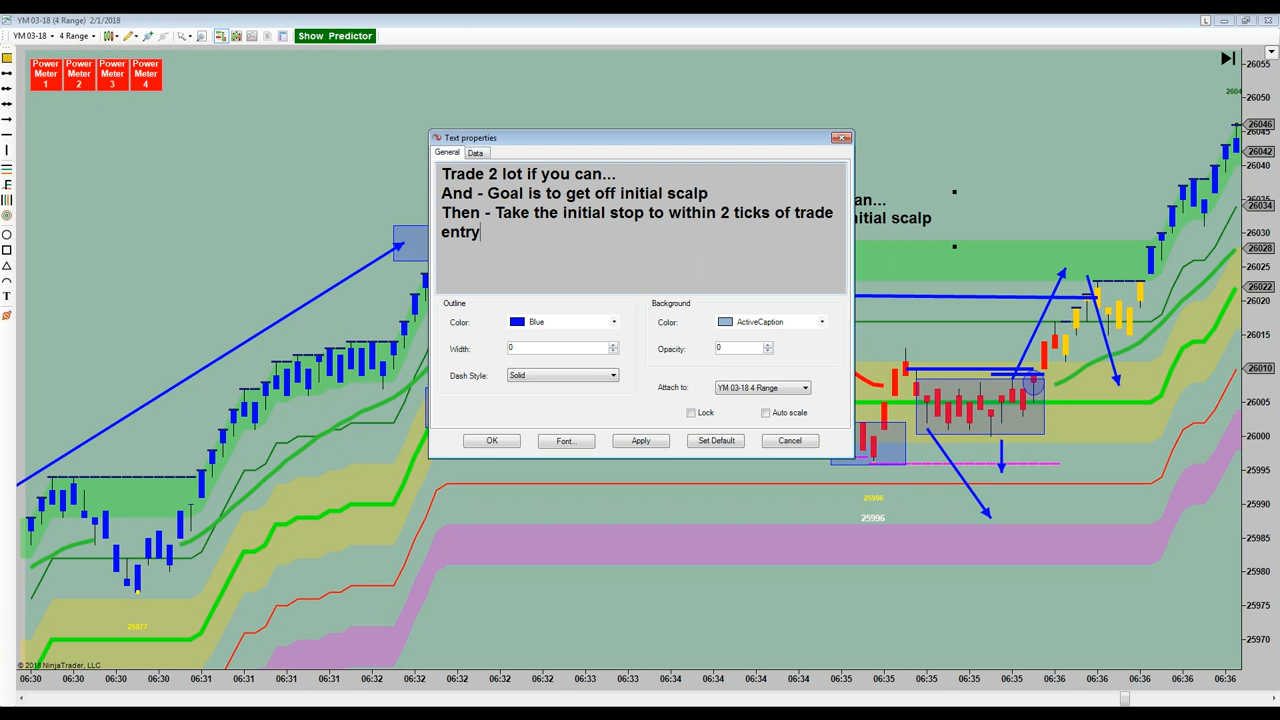 YM 03-18 (4 Range) 2/1/2018
L
YM 03-18 4 Range Show Predictor
Power Meter 1
Power Meter 2
Power Meter 3
Power Meter 4
Text properties
General Data
Trade 2 lot if you can...
And - Goal is to get off initial scalp
Then - Take the initial stop to within 2 ticks of trade
entry
an...
itial scalp
Outline
Color: Blue
Width: 0
Dash Style: Solid
Background
Color: ActiveCaption
Opacity: 0
Attach to: YM 03-18 4 Range
Lock Auto scale
OK Font... Apply Set Default Cancel
25996
25996
25977
2604
26055
26050
26046
26042
26040
26034
26030
26028
26025
26022
26020
26015
26010
26005
26000
25995
25990
25985
25980
25975
25970
© 2018 NinjaTrader, LLC
06:30 06:30 06:30 06:30 06:31 06:31 06:31 06:32 06:32 06:32 06:32 06:33 06:33 06:34 06:34 06:35 06:35 06:35 06:35 06:35 06:36 06:36 06:36 06:36